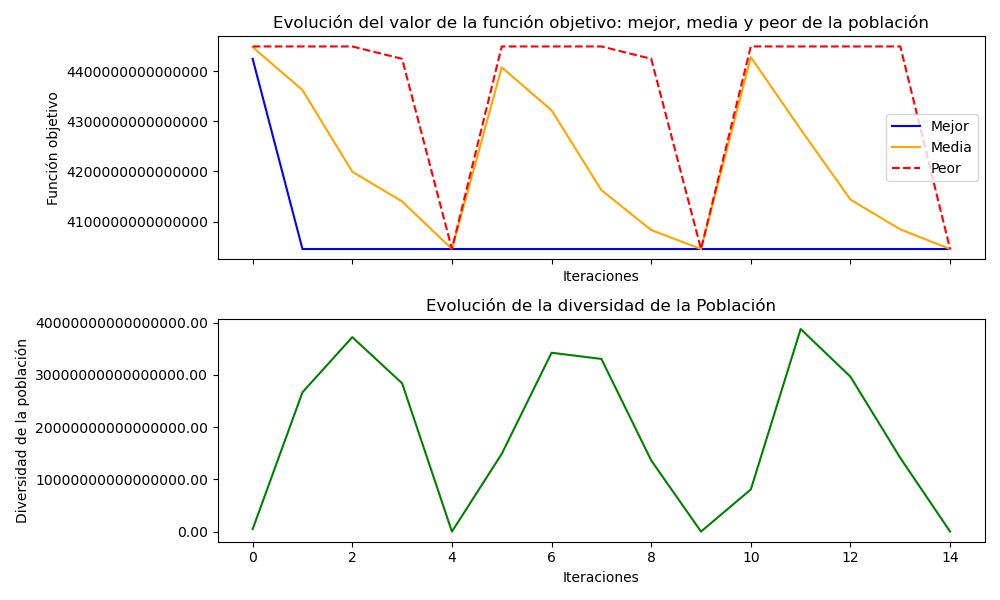 Evolución del valor de la función objetivo: mejor, media y peor de la población
4400000000000000
4300000000000000
4200000000000000
4100000000000000
Función objetivo
Mejor
Media
Peor
Iteraciones
Evolución de la diversidad de la Población
40000000000000000.00
30000000000000000.00
20000000000000000.00
10000000000000000.00
0.00
Diversidad de la población
0 2 4 6 8 10 12 14
Iteraciones